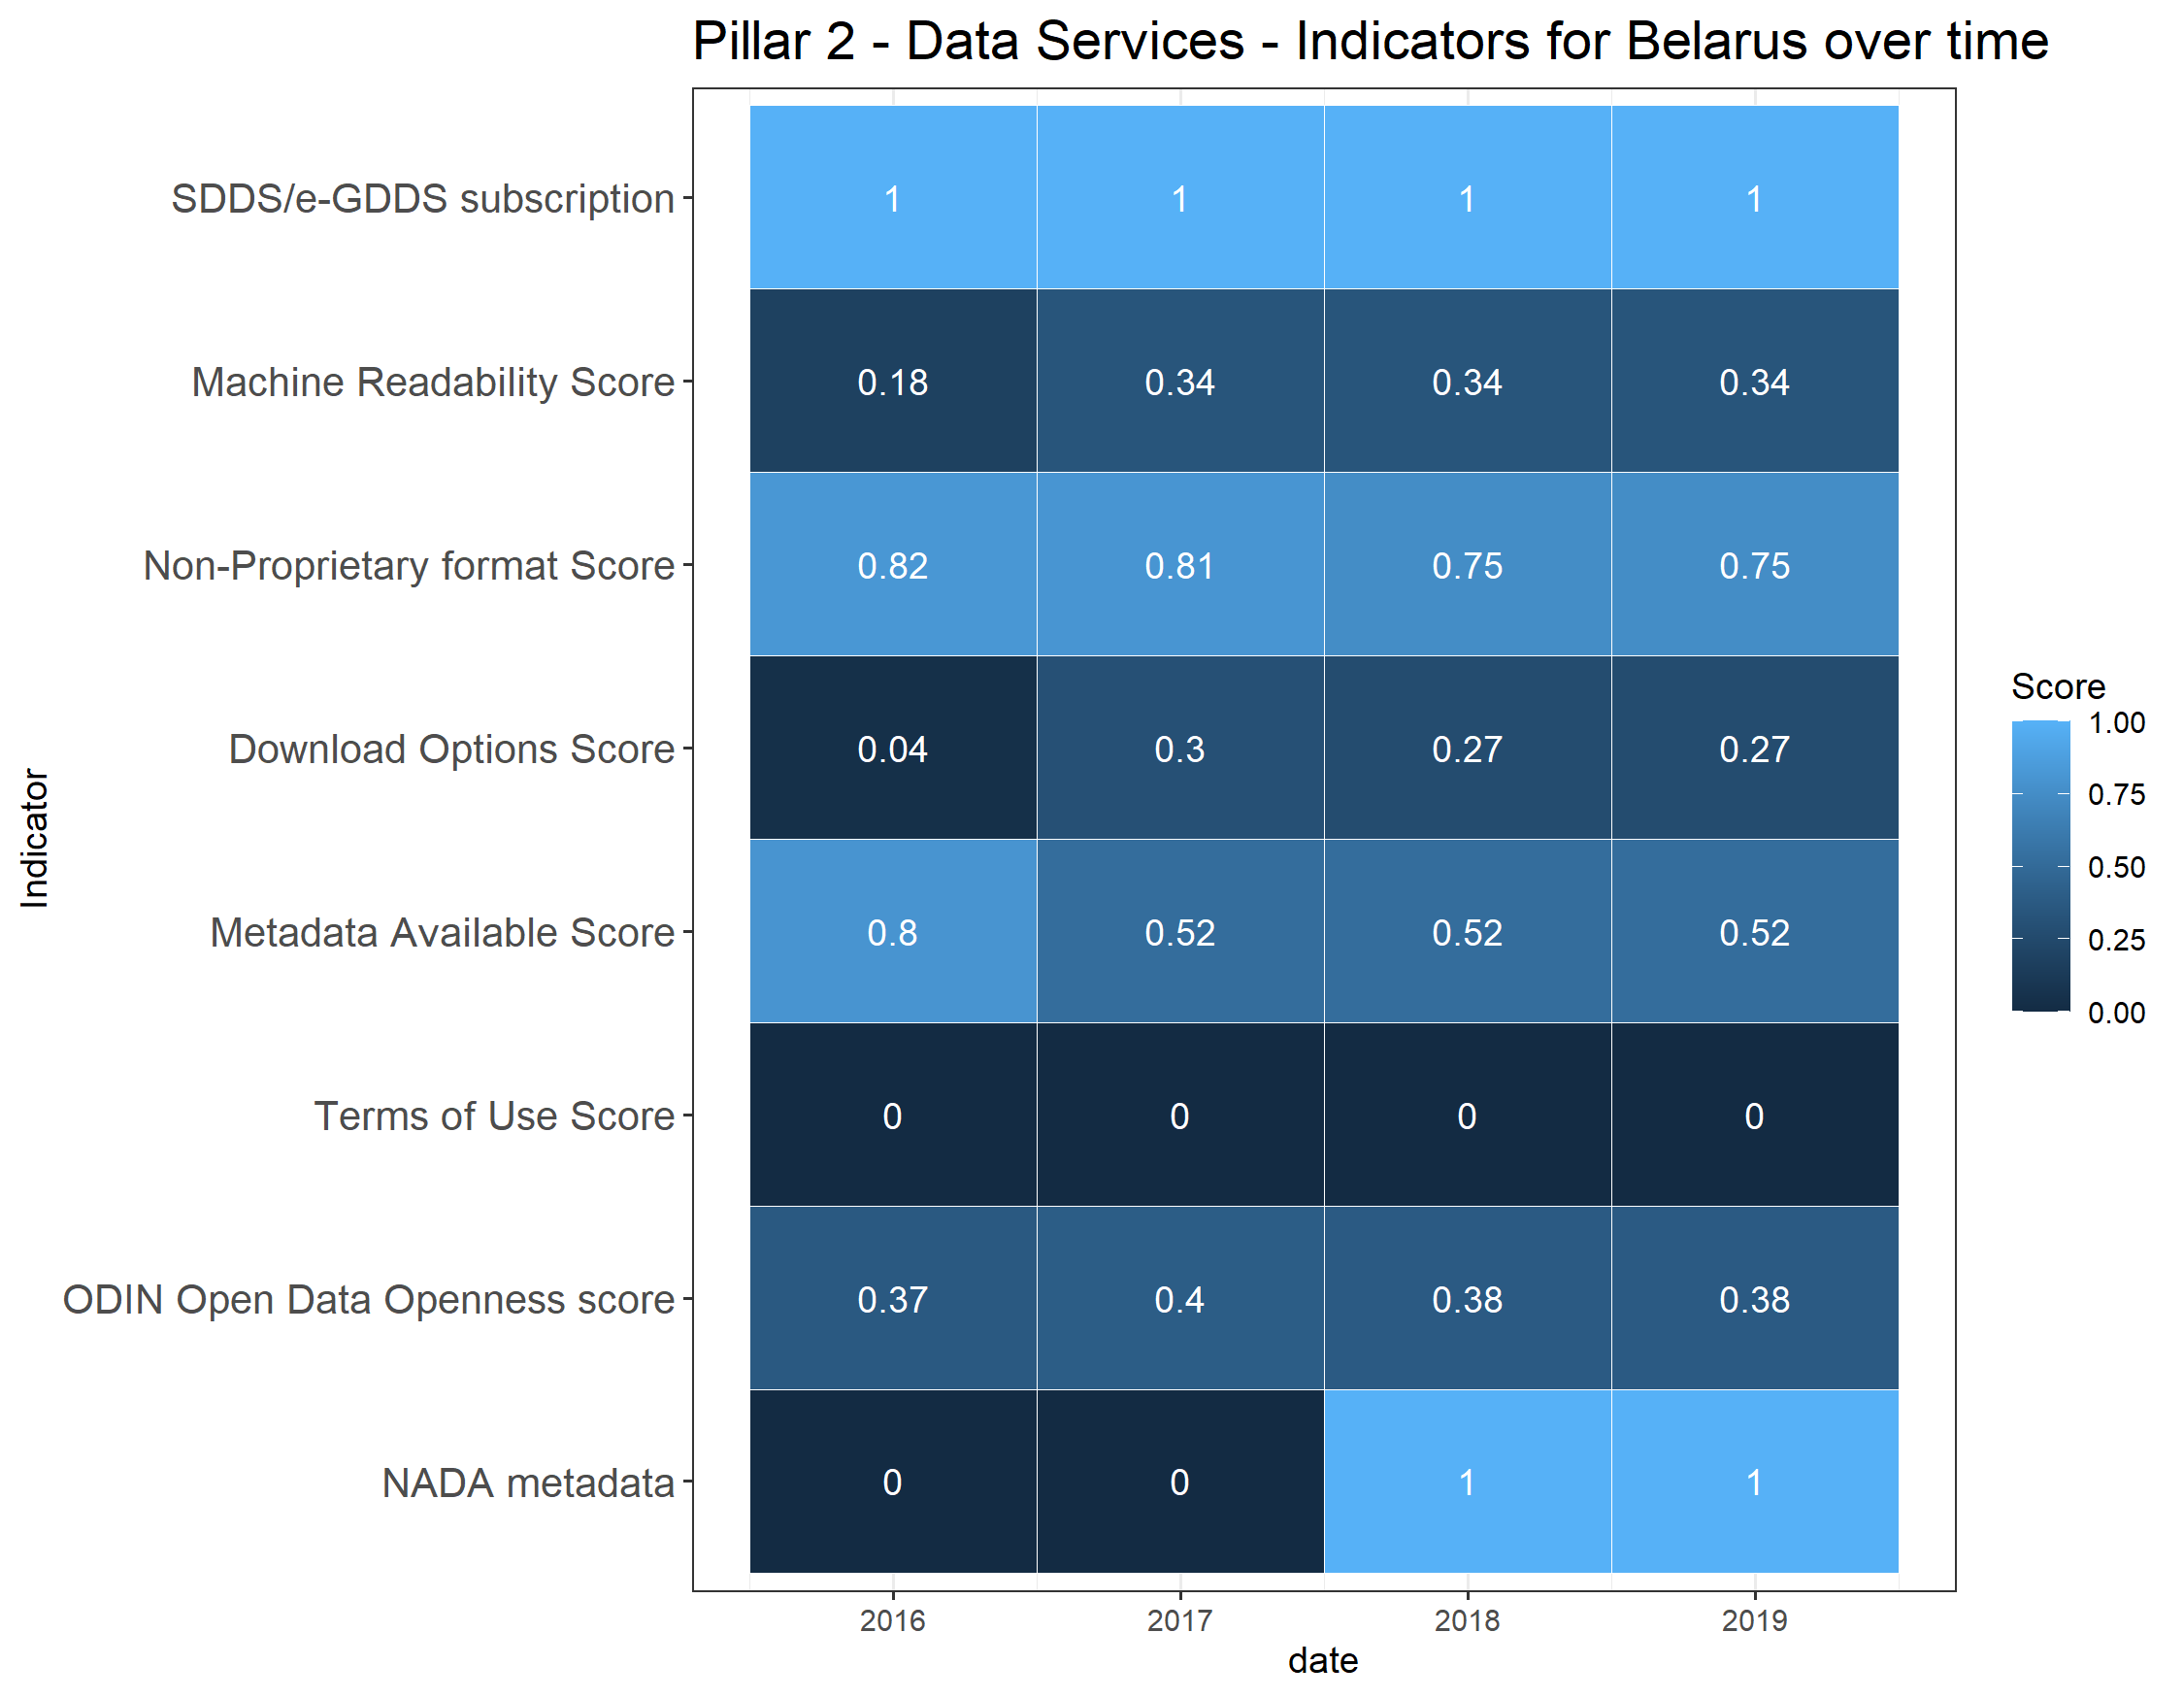 Pillar 2 - Data Services - Indicators for Belarus over time
SDDS/e-GDDS subscription 1 1 1 1
Machine Readability Score 0.18 0.34 0.34 0.34
Non-Proprietary format Score 0.82 0.81 0.75 0.75
Download Options Score 0.04 0.3 0.27 0.27
Metadata Available Score 0.8 0.52 0.52 0.52
Terms of Use Score 0 0 0 0
ODIN Open Data Openness score 0.37 0.4 0.38 0.38
NADA metadata 0 0 1 1
2016 2017 2018 2019
date
Indicator
Score
1.00
0.75
0.50
0.25
0.00